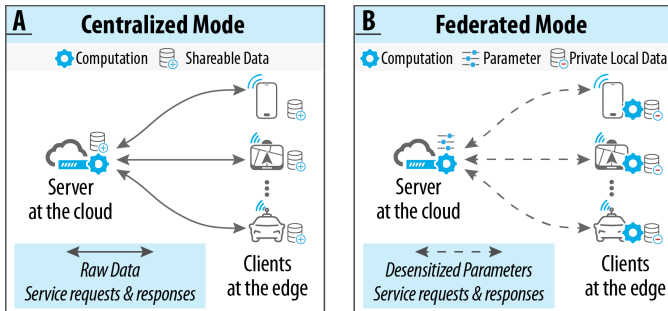 A
Centralized Mode
Computation
Shareable Data
Server
at the cloud
Raw Data
Service requests & responses
Clients
at the edge
B
Federated Mode
Computation
Parameter
Private Local Data
Server
at the cloud
Desensitized Parameters
Service requests & responses
Clients
at the edge